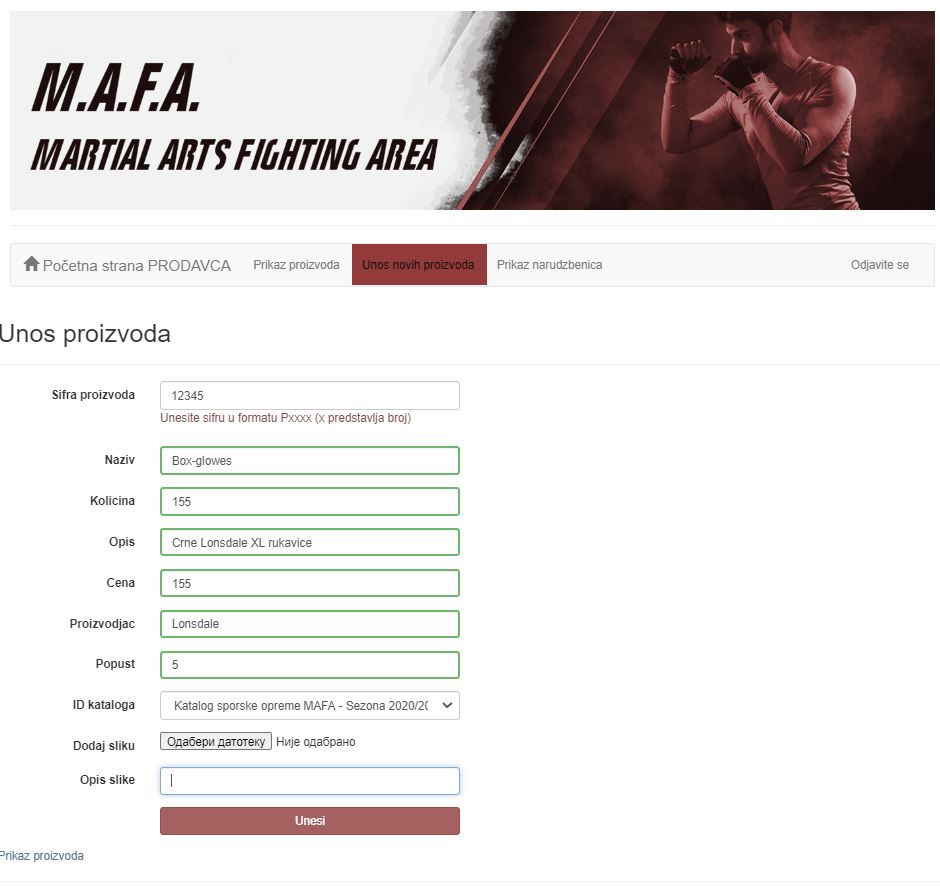 M.A.F.A.
MARTIAL ARTS FIGHTING AREA
Početna strana PRODAVCA Prikaz proizvoda Unos novih proizvoda Prikaz narudzbenica Odjavite se
Unos proizvoda
Sifra proizvoda 12345
Unesite sifru u formatu Pxxxx (x predstavlja broj)
Naziv Box-glowes
Kolicina 155
Opis Crne Lonsdale XL rukavice
Cena 155
Proizvodjac Lonsdale
Popust 5
ID kataloga Katalog sporske opreme MAFA - Sezona 2020/20
Dodaj sliku Одабери датотеку Није одабрано
Opis slike
Unesi
Prikaz proizvoda